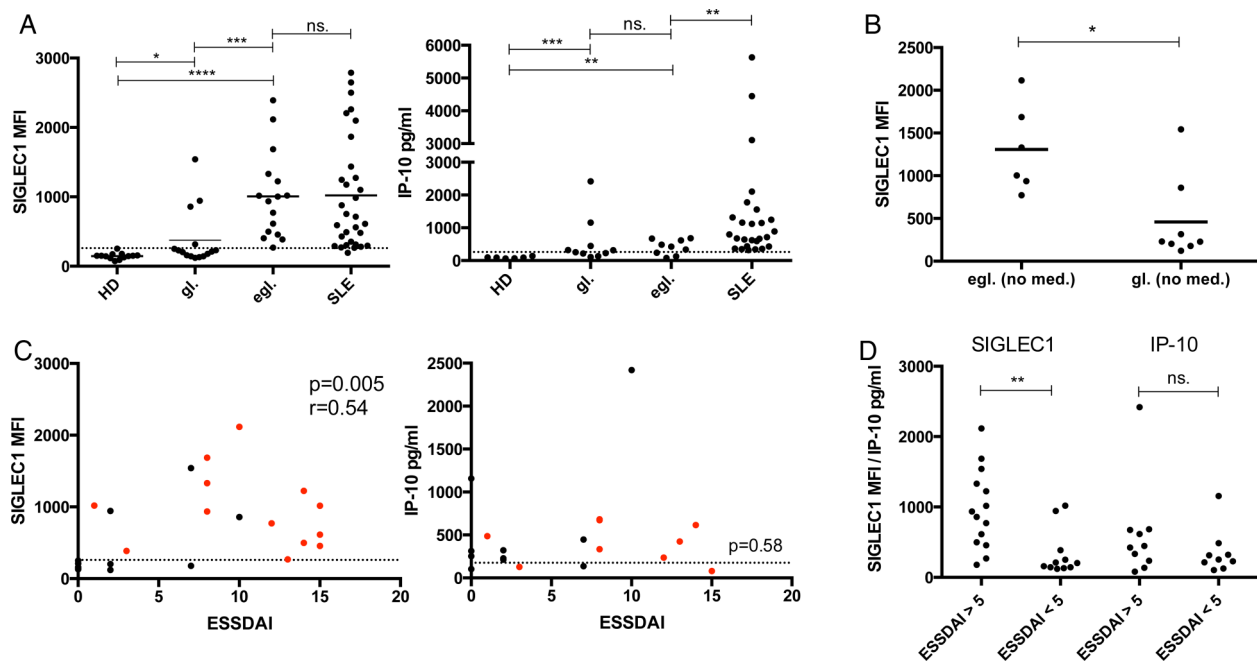 A
ns.
***
*
****
SIGLEC1 MFI
3000
2000
1000
0
HD
gl.
egl.
SLE
**
ns.
***
**
IP-10 pg/ml
6000
5000
4000
3000
2000
2000
1000
0
HD
gl.
egl.
SLE
B
*
SIGLEC1 MFI
2500
2000
1500
1000
500
0
egl. (no med.)
gl. (no med.)
C
p=0.005
r=0.54
SIGLEC1 MFI
3000
2000
1000
0
0
5
10
15
20
ESSDAI
IP-10 pg/ml
2500
2000
1500
1000
500
0
p=0.58
0
5
10
15
20
ESSDAI
D
SIGLEC1
IP-10
**
ns.
SIGLEC1 MFI / IP-10 pg/ml
3000
2000
1000
0
ESSDAI > 5
ESSDAI < 5
ESSDAI > 5
ESSDAI < 5